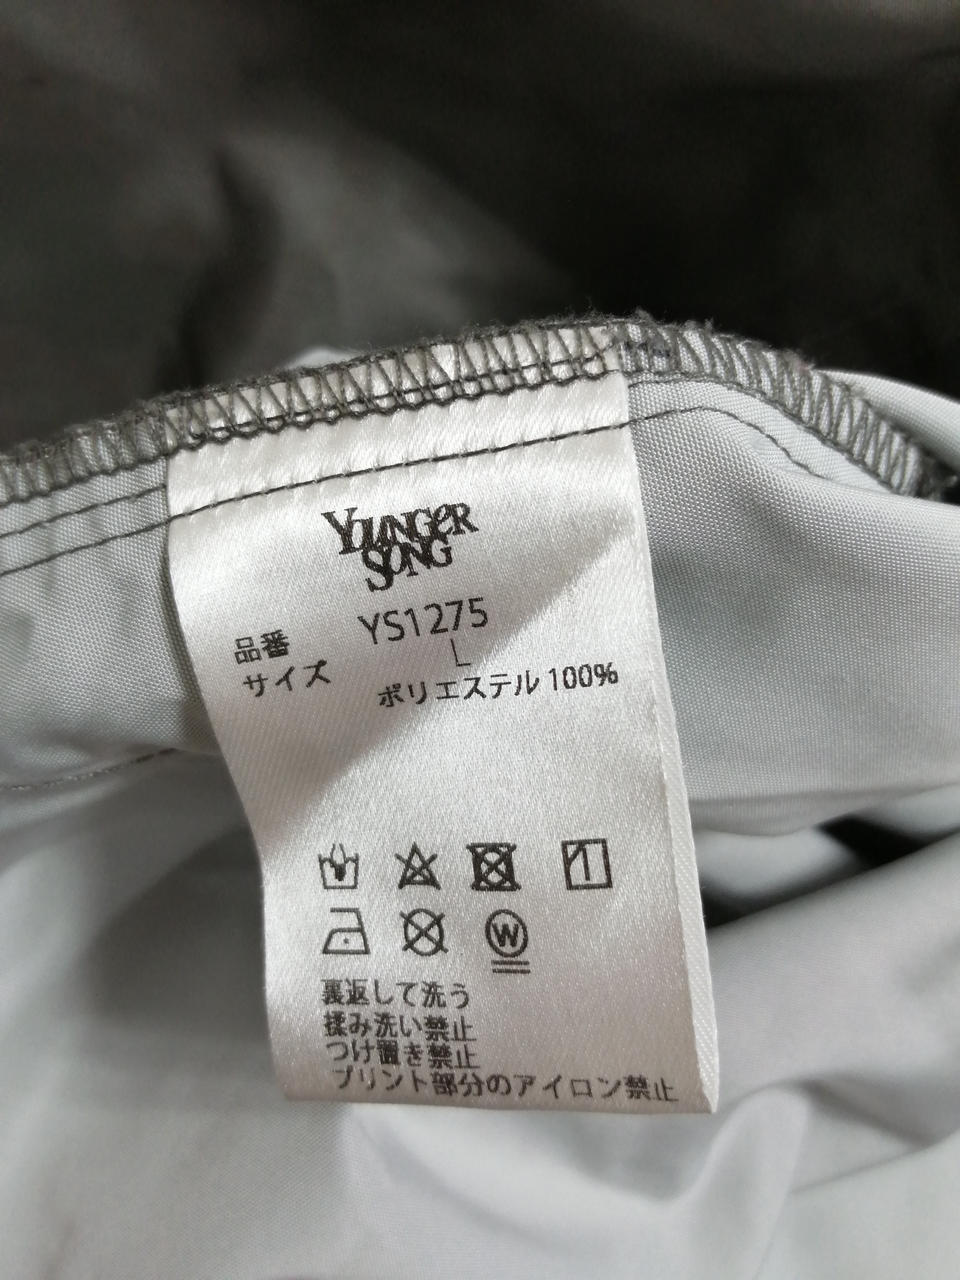 YOUNGER
SONG
品番 YS1275
サイズ L
ポリエステル 100%
W
裏返して洗う
揉み洗い禁止
つけ置き禁止
プリント部分のアイロン禁止